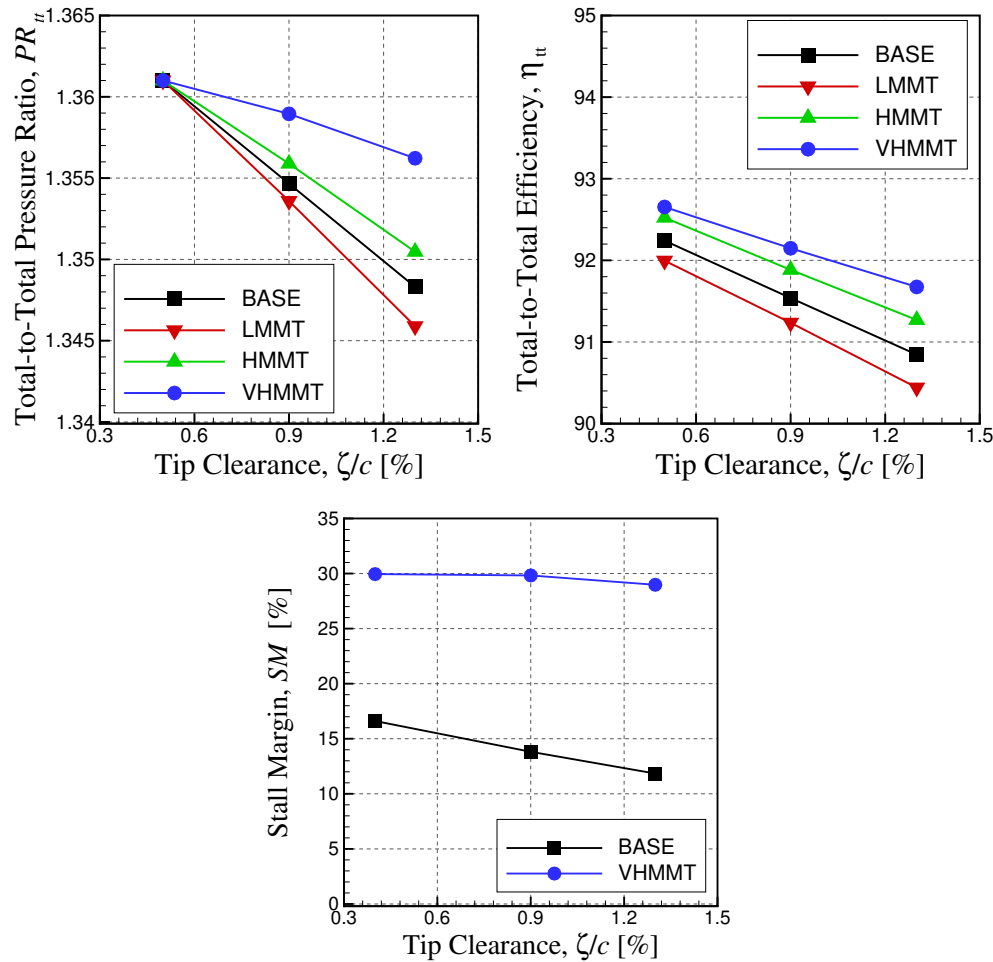 Total-to-Total Pressure Ratio, PR_tt
1.365
1.36
1.355
1.35
1.345
1.34
0.3 0.6 0.9 1.2 1.5
Tip Clearance, ζ/c [%]
BASE
LMMT
HMMT
VHMMT
Total-to-Total Efficiency, η_tt
95
94
93
92
91
90
0.3 0.6 0.9 1.2 1.5
Tip Clearance, ζ/c [%]
BASE
LMMT
HMMT
VHMMT
Stall Margin, SM [%]
35
30
25
20
15
10
5
0
0.3 0.6 0.9 1.2 1.5
Tip Clearance, ζ/c [%]
BASE
VHMMT